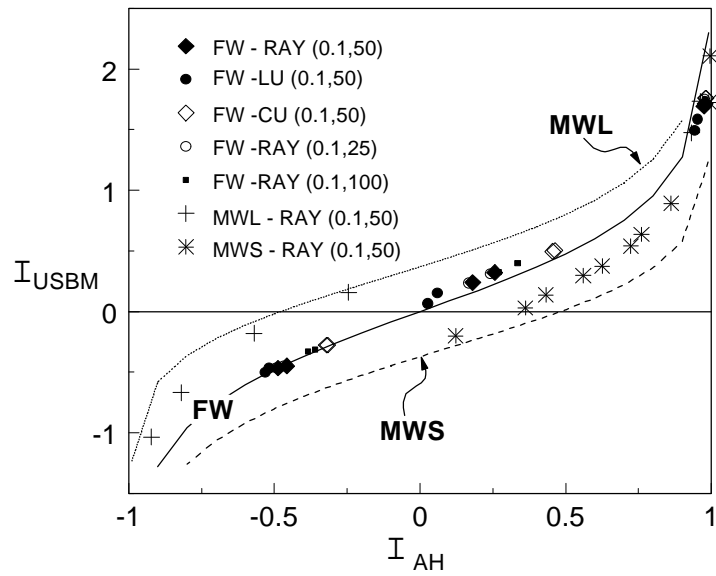 2
1
0
-1
I USBM
FW - RAY (0.1,50)
FW -LU (0.1,50)
FW -CU (0.1,50)
FW -RAY (0.1,25)
FW -RAY (0.1,100)
MWL - RAY (0.1,50)
MWS - RAY (0.1,50)
MWL
FW
MWS
-1 -0.5 0 0.5 1
I AH